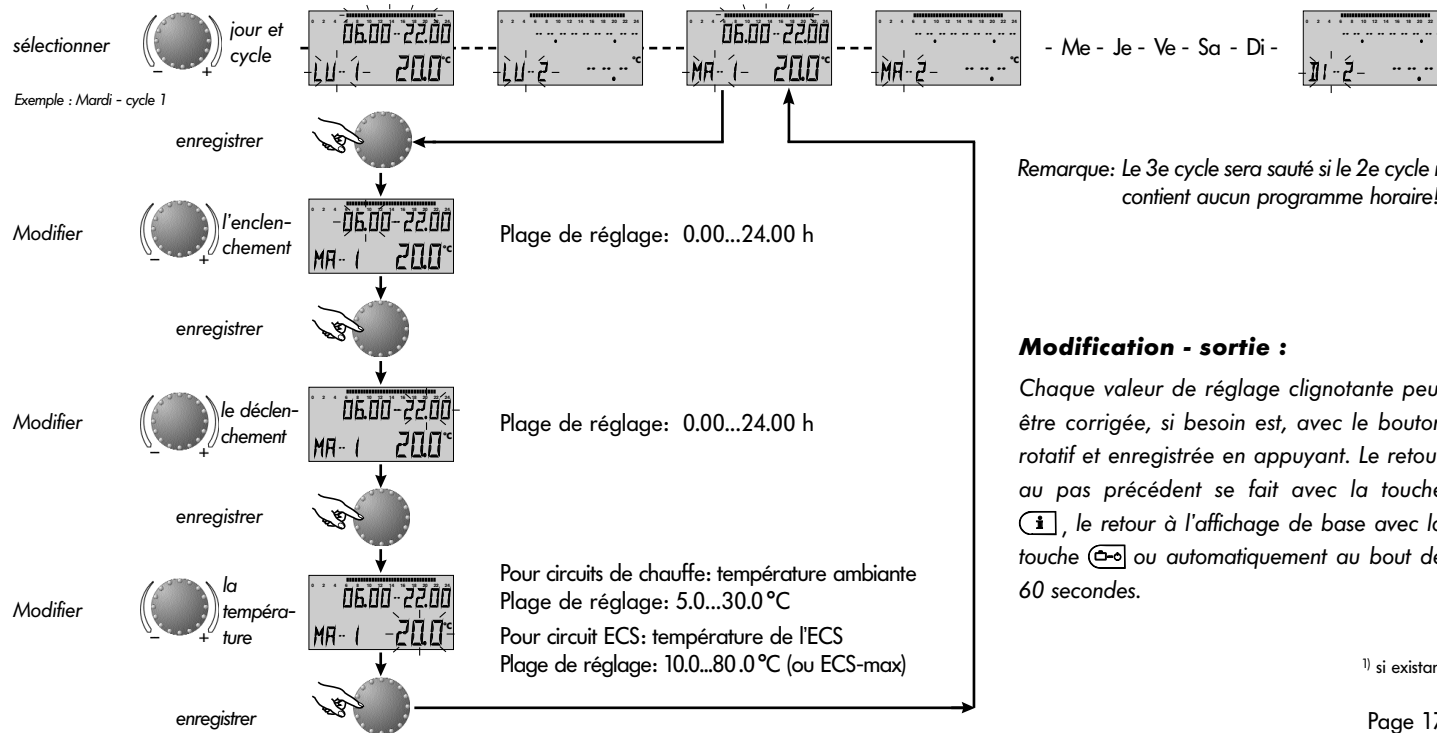 sélectionner
jour et
cycle
06.00-22.00
LU-1 20.0 °C
LU-2 °C
06.00-22.00
MA-1 20.0 °C
MA-2 °C
- Me - Je - Ve - Sa - Di -
DI-2
Exemple : Mardi - cycle 1
enregistrer
Remarque: Le 3e cycle sera sauté si le 2e cycle
contient aucun programme horaire!
Modifier
l'enclen-
chement
06.00-22.00
MA-1 20.0 °C
Plage de réglage: 0.00...24.00 h
enregistrer
Modifier
le déclen-
chement
06.00-22.00
MA-1 20.0 °C
Plage de réglage: 0.00...24.00 h
enregistrer
Modifier
la
tempéra-
ture
06.00-22.00
MA-1 20.0 °C
Pour circuits de chauffe: température ambiante
Plage de réglage: 5.0...30.0 °C
Pour circuit ECS: température de l'ECS
Plage de réglage: 10.0...80.0 °C (ou ECS-max)
enregistrer
Modification - sortie :
Chaque valeur de réglage clignotante peu
être corrigée, si besoin est, avec le bouton
rotatif et enregistrée en appuyant. Le retou
au pas précédent se fait avec la touche
i , le retour à l'affichage de base avec la
touche ou automatiquement au bout de
60 secondes.
1) si existan
Page 17